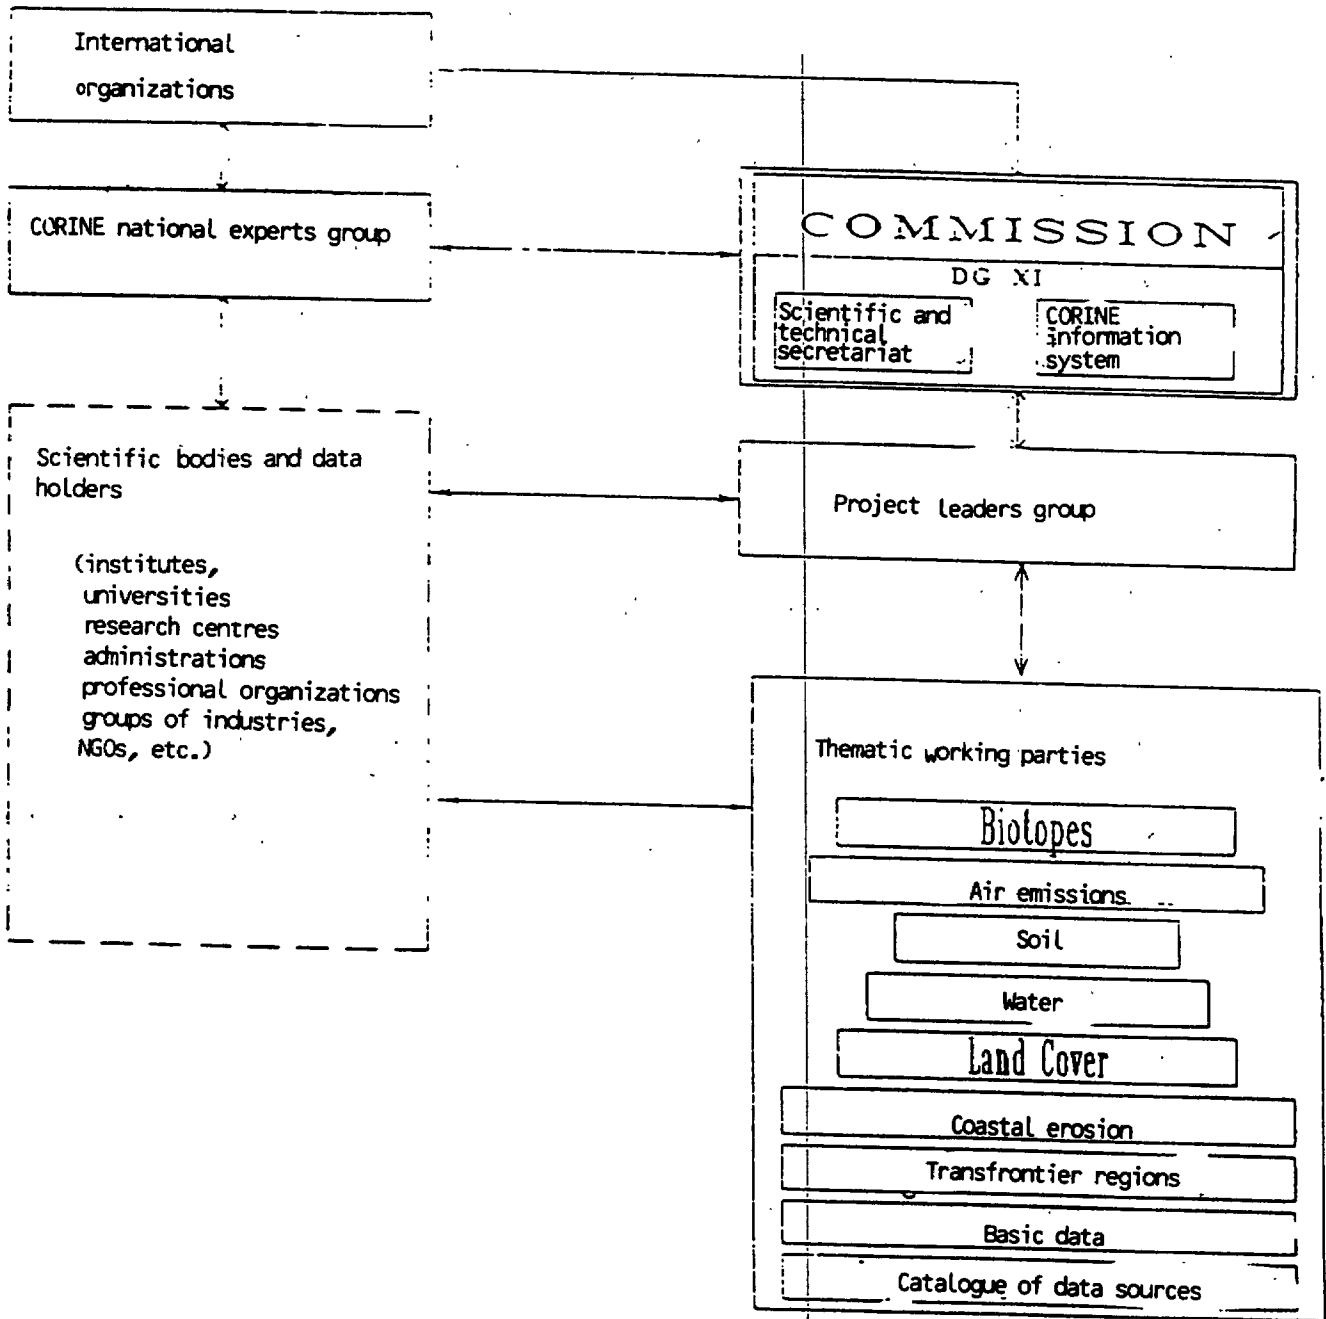 International
organizations
CORINE national experts group
COMMISSION
DG XI
Scientific and
technical
secretariat
CORINE
information
system
Scientific bodies and data
holders
(institutes,
universities
research centres
administrations
professional organizations
groups of industries,
NGOs, etc.)
Project leaders group
Thematic working parties
Biotopes
Air emissions
Soil
Water
Land Cover
Coastal erosion
Transfrontier regions
Basic data
Catalogue of data sources